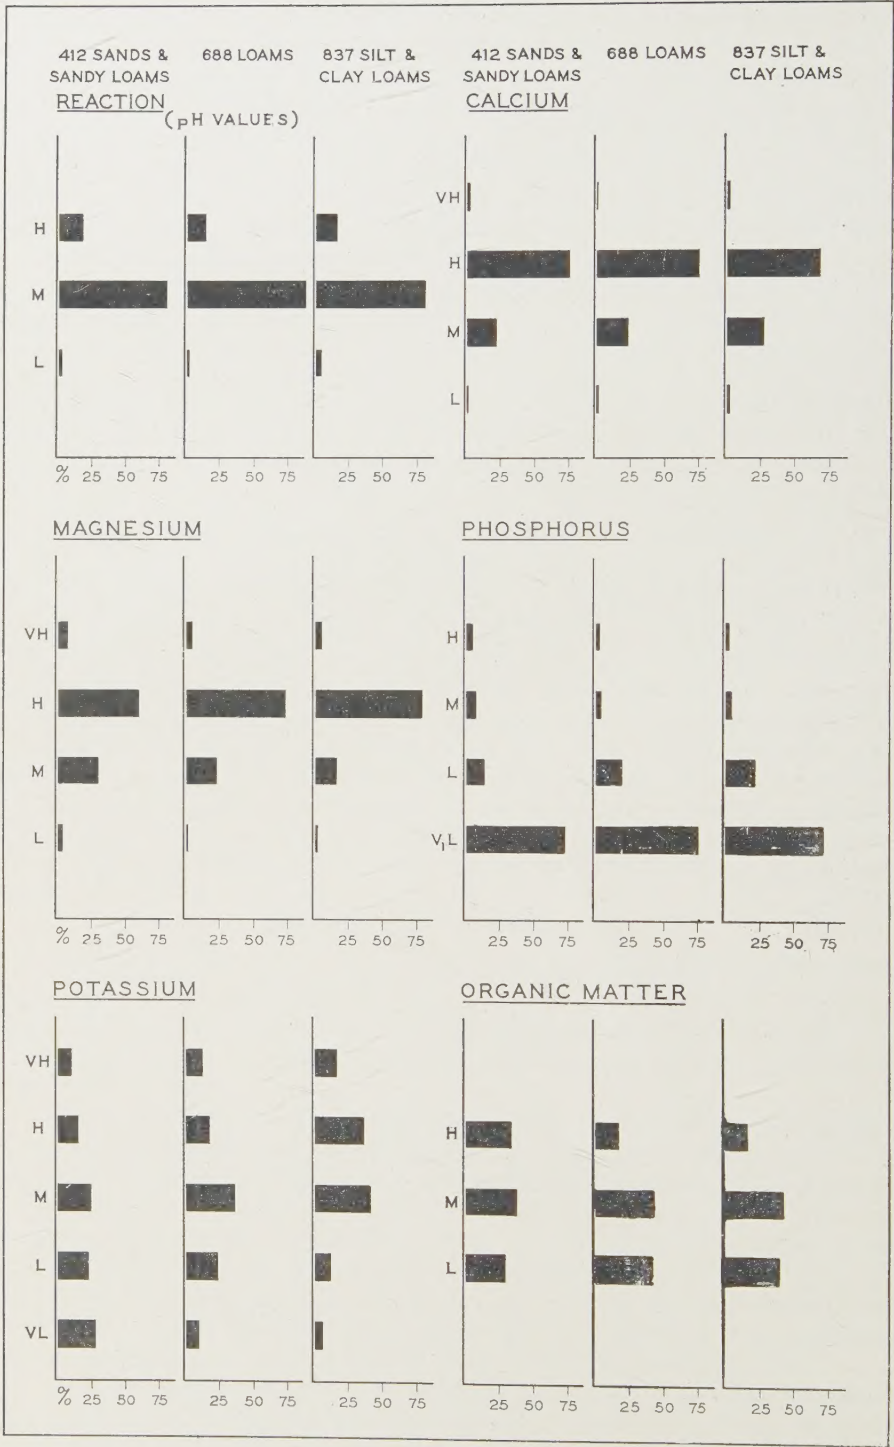 412 SANDS & 688 LOAMS 837 SILT & 412 SANDS & 688 LOAMS 837 SILT &
SANDY LOAMS CLAY LOAMS SANDY LOAMS CLAY LOAMS
REACTION CALCIUM
(pH VALUES)
VH
H
M
L
H
M
L
% 25 50 75 25 50 75 25 50 75
25 50 75 25 50 75 25 50 75
MAGNESIUM PHOSPHORUS
VH
H
M
L
H
M
L
V,L
% 25 50 75 25 50 75 25 50 75
25 50 75 25 50 75 25 50 75
POTASSIUM ORGANIC MATTER
VH
H
M
L
VL
H
M
L
% 25 50 75 25 50 75 25 50 75
25 50 75 25 50 75 25 50 75